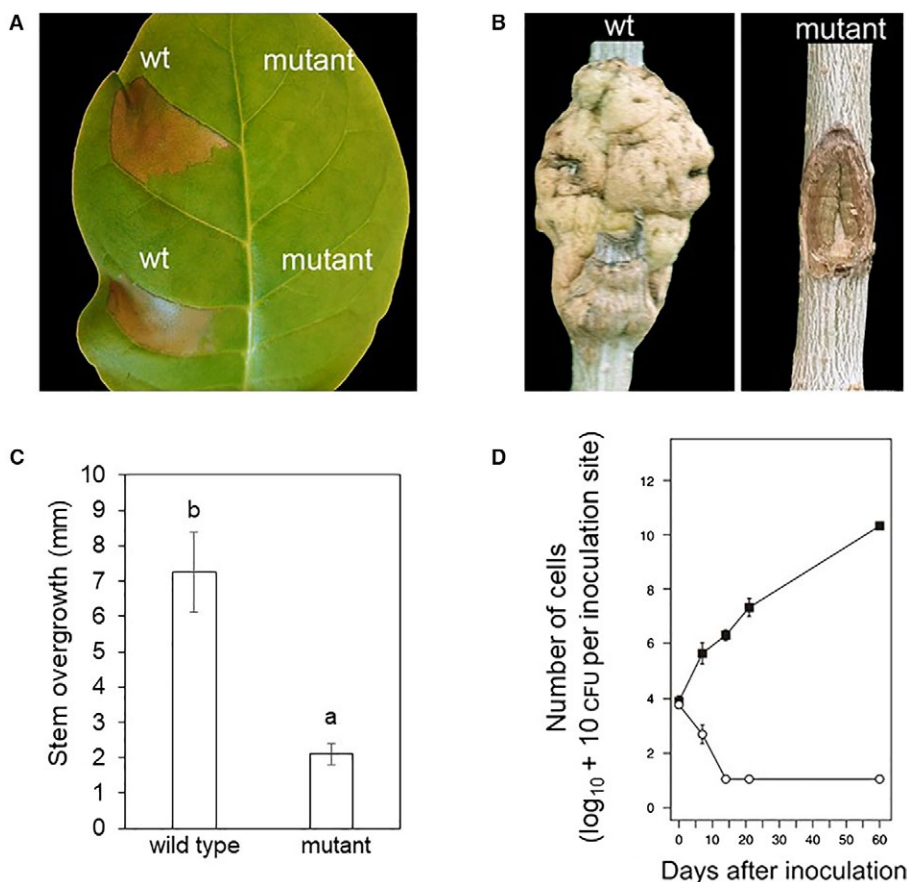 A
wt
mutant
wt
mutant
B
wt
mutant
C
Stem overgrowth (mm)
10
9
8
7
6
5
4
3
2
1
0
b
a
wild type
mutant
D
Number of cells
(log10 + 10 CFU per inoculation site)
12
10
8
6
4
2
0
0 10 20 30 40 50 60
Days after inoculation